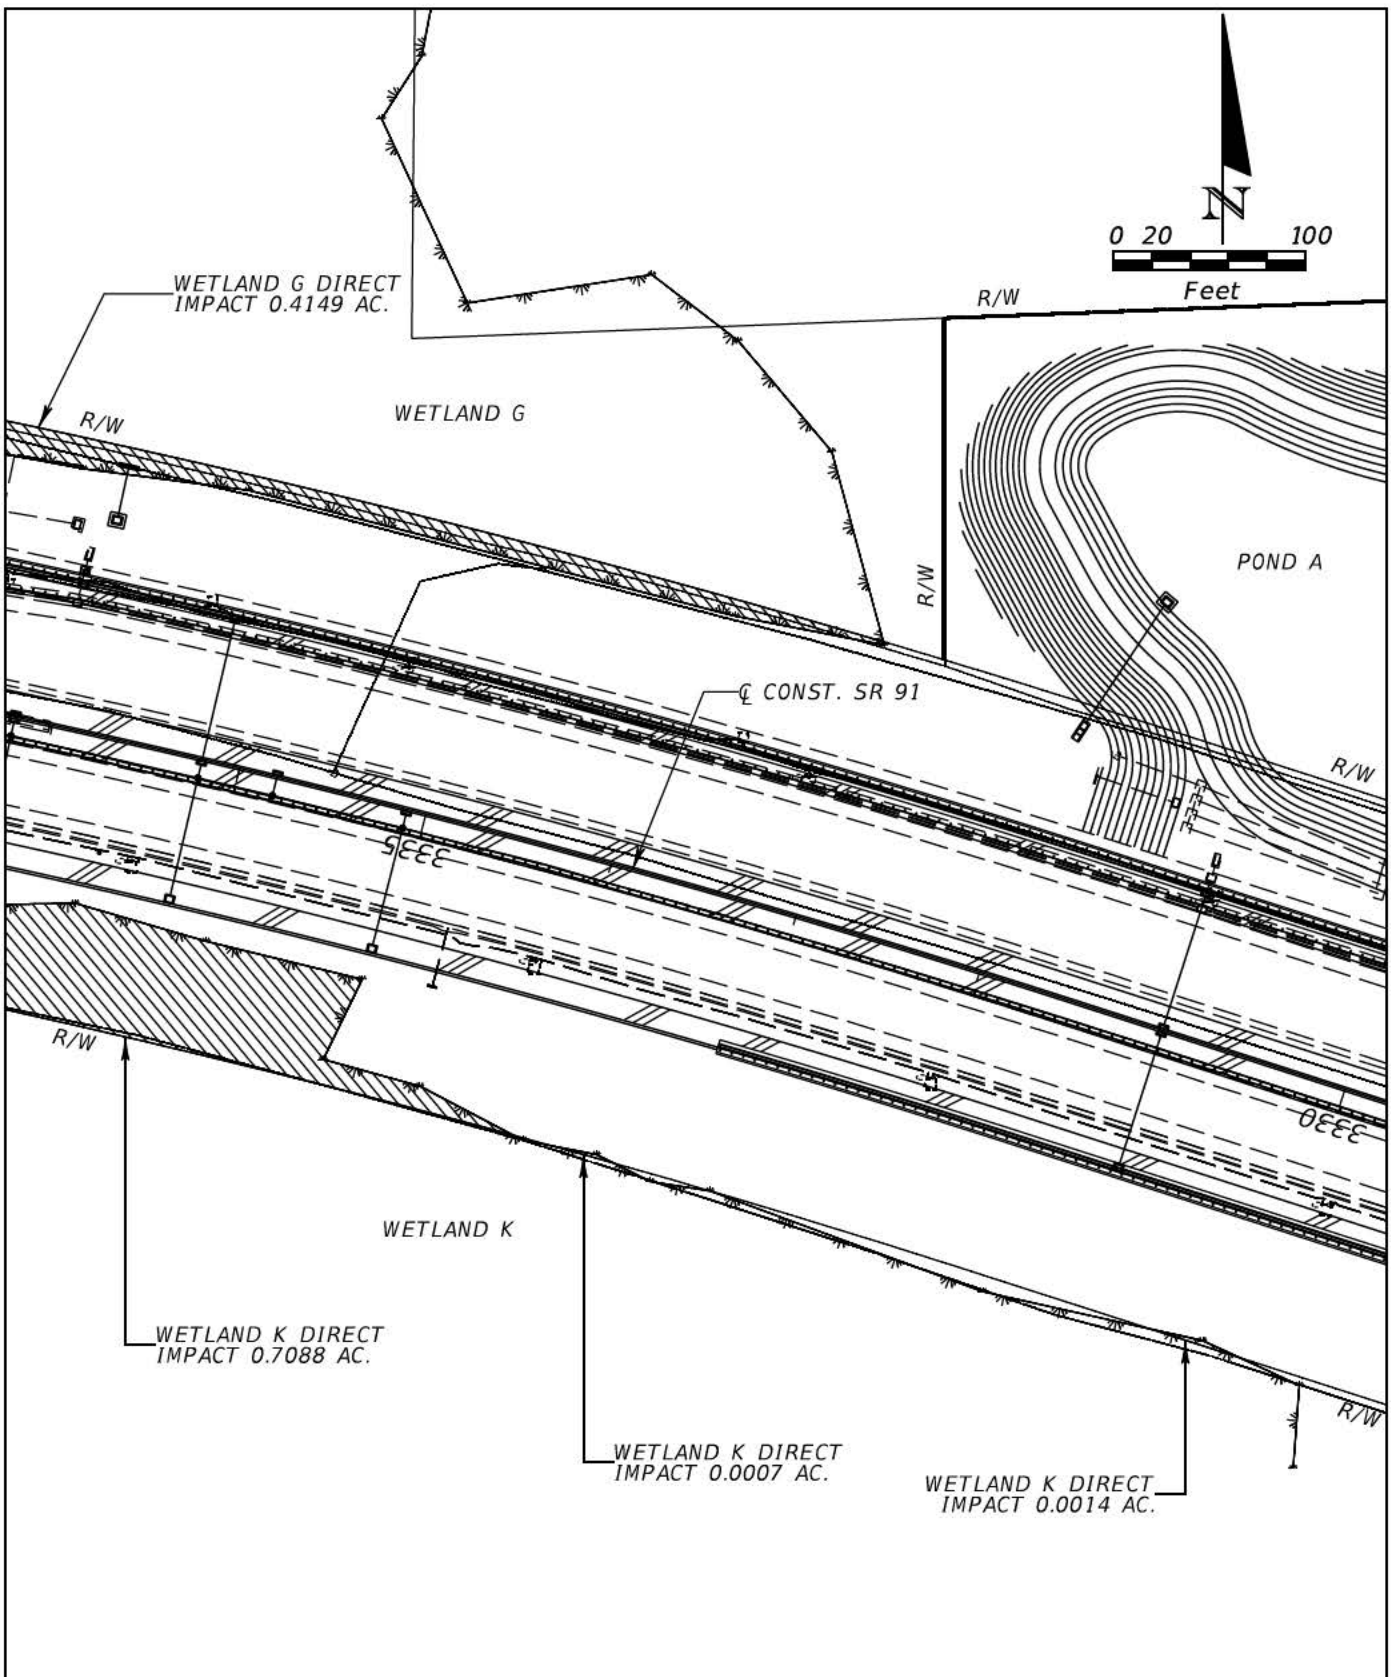 N
0 20 100
Feet
R/W
WETLAND G DIRECT
IMPACT 0.4149 AC.
R/W
WETLAND G
POND A
R/W
℄ CONST. SR 91
R/W
3335
3330
R/W
WETLAND K
WETLAND K DIRECT
IMPACT 0.7088 AC.
R/W
WETLAND K DIRECT
IMPACT 0.0007 AC.
WETLAND K DIRECT
IMPACT 0.0014 AC.